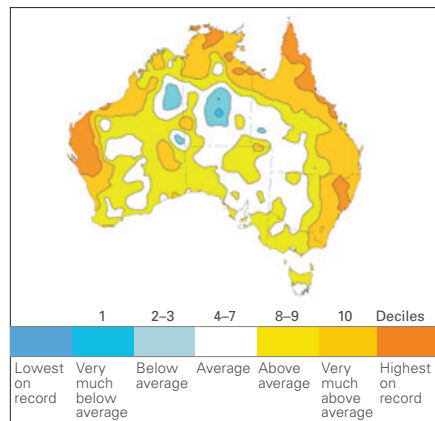 1 2–3 4–7 8–9 10 Deciles
Lowest Very Below Average Above Very Highest
on much average average much on
record below above record
average average